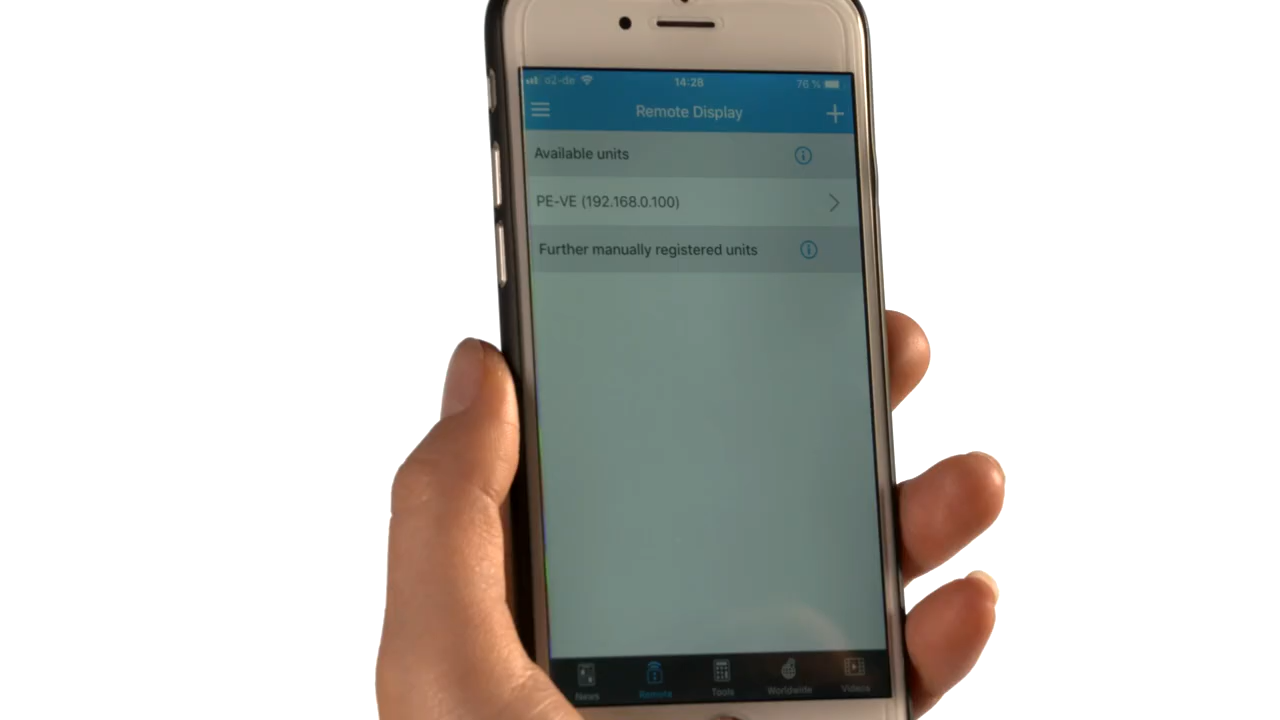 o2-de 14:28 76 %
Remote Display
Available units
PE-VE (192.168.0.100)
Further manually registered units
News Remote Tools Worldwide Videos